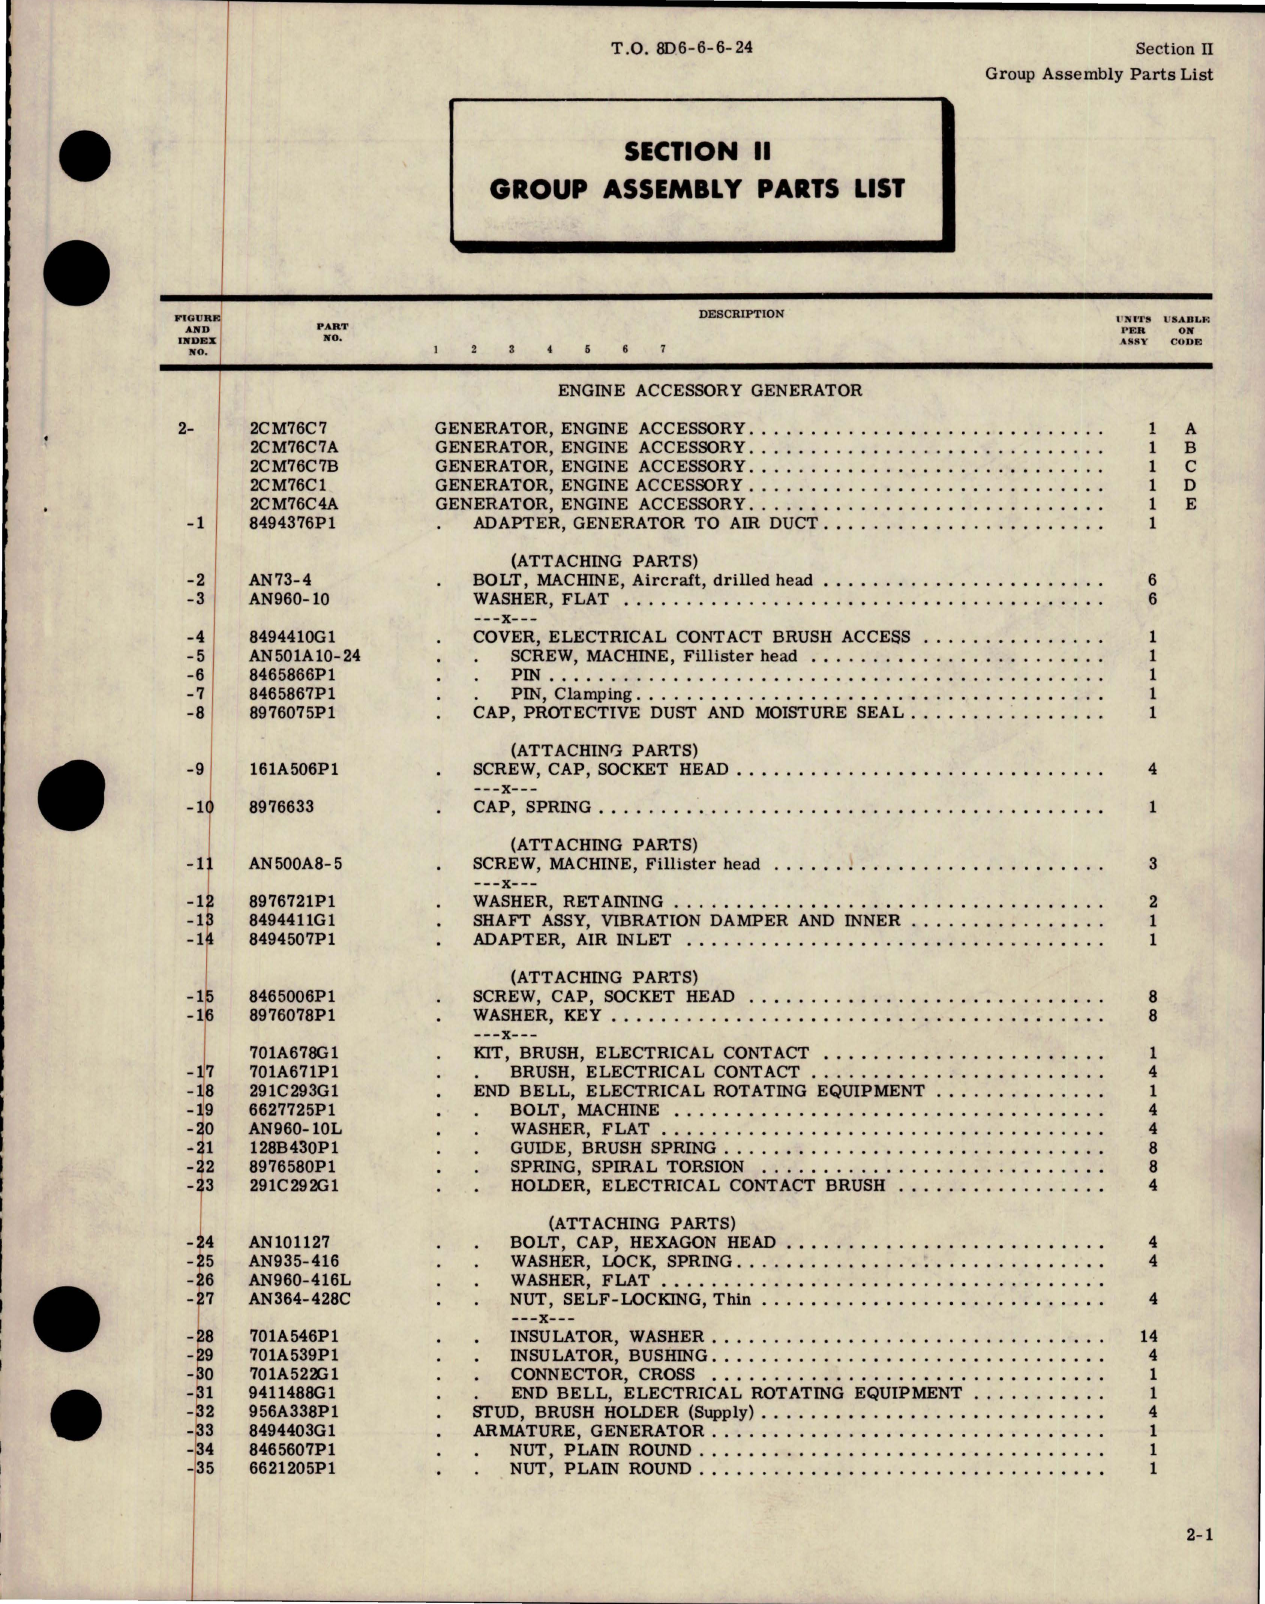 T.O. 8D6-6-6-24
Section II
Group Assembly Parts List
SECTION II
GROUP ASSEMBLY PARTS LIST
FIGURE AND INDEX NO. PART NO. DESCRIPTION UNITS PER ASSY USABLE ON CODE
1 2 3 4 5 6 7
ENGINE ACCESSORY GENERATOR
2- 2CM76C7 GENERATOR, ENGINE ACCESSORY 1 A
2CM76C7A GENERATOR, ENGINE ACCESSORY 1 B
2CM76C7B GENERATOR, ENGINE ACCESSORY 1 C
2CM76C1 GENERATOR, ENGINE ACCESSORY 1 D
2CM76C4A GENERATOR, ENGINE ACCESSORY 1 E
-1 8494376P1 . ADAPTER, GENERATOR TO AIR DUCT 1
(ATTACHING PARTS)
-2 AN73-4 . BOLT, MACHINE, Aircraft, drilled head 6
-3 AN960-10 WASHER, FLAT 6
---x---
-4 8494410G1 . COVER, ELECTRICAL CONTACT BRUSH ACCESS 1
-5 AN501A10-24 . . SCREW, MACHINE, Fillister head 1
-6 8465866P1 . . PIN 1
-7 8465867P1 . . PIN, Clamping 1
-8 8976075P1 . CAP, PROTECTIVE DUST AND MOISTURE SEAL 1
(ATTACHING PARTS)
-9 161A506P1 . SCREW, CAP, SOCKET HEAD 4
---x---
-10 8976633 . CAP, SPRING 1
(ATTACHING PARTS)
-11 AN500A8-5 . SCREW, MACHINE, Fillister head 3
---x---
-12 8976721P1 . WASHER, RETAINING 2
-13 8494411G1 . SHAFT ASSY, VIBRATION DAMPER AND INNER 1
-14 8494507P1 . ADAPTER, AIR INLET 1
(ATTACHING PARTS)
-15 8465006P1 . SCREW, CAP, SOCKET HEAD 8
-16 8976078P1 . WASHER, KEY 8
---x---
701A678G1 . KIT, BRUSH, ELECTRICAL CONTACT 1
-17 701A671P1 . . BRUSH, ELECTRICAL CONTACT 4
-18 291C293G1 . END BELL, ELECTRICAL ROTATING EQUIPMENT 1
-19 6627725P1 . . BOLT, MACHINE 4
-20 AN960-10L . . WASHER, FLAT 4
-21 128B430P1 . . GUIDE, BRUSH SPRING 8
-22 8976580P1 . . SPRING, SPIRAL TORSION 8
-23 291C292G1 . . HOLDER, ELECTRICAL CONTACT BRUSH 4
(ATTACHING PARTS)
-24 AN101127 . . BOLT, CAP, HEXAGON HEAD 4
-25 AN935-416 . . WASHER, LOCK, SPRING 4
-26 AN960-416L . . WASHER, FLAT
-27 AN364-428C . . NUT, SELF-LOCKING, Thin 4
---x---
-28 701A546P1 . . INSULATOR, WASHER 14
-29 701A539P1 . . INSULATOR, BUSHING 4
-30 701A522G1 . . CONNECTOR, CROSS 1
-31 9411488G1 . . END BELL, ELECTRICAL ROTATING EQUIPMENT 1
-32 956A338P1 . STUD, BRUSH HOLDER (Supply) 4
-33 8494403G1 . ARMATURE, GENERATOR 1
-34 8465607P1 . . NUT, PLAIN ROUND 1
-35 6621205P1 . . NUT, PLAIN ROUND 1
2-1